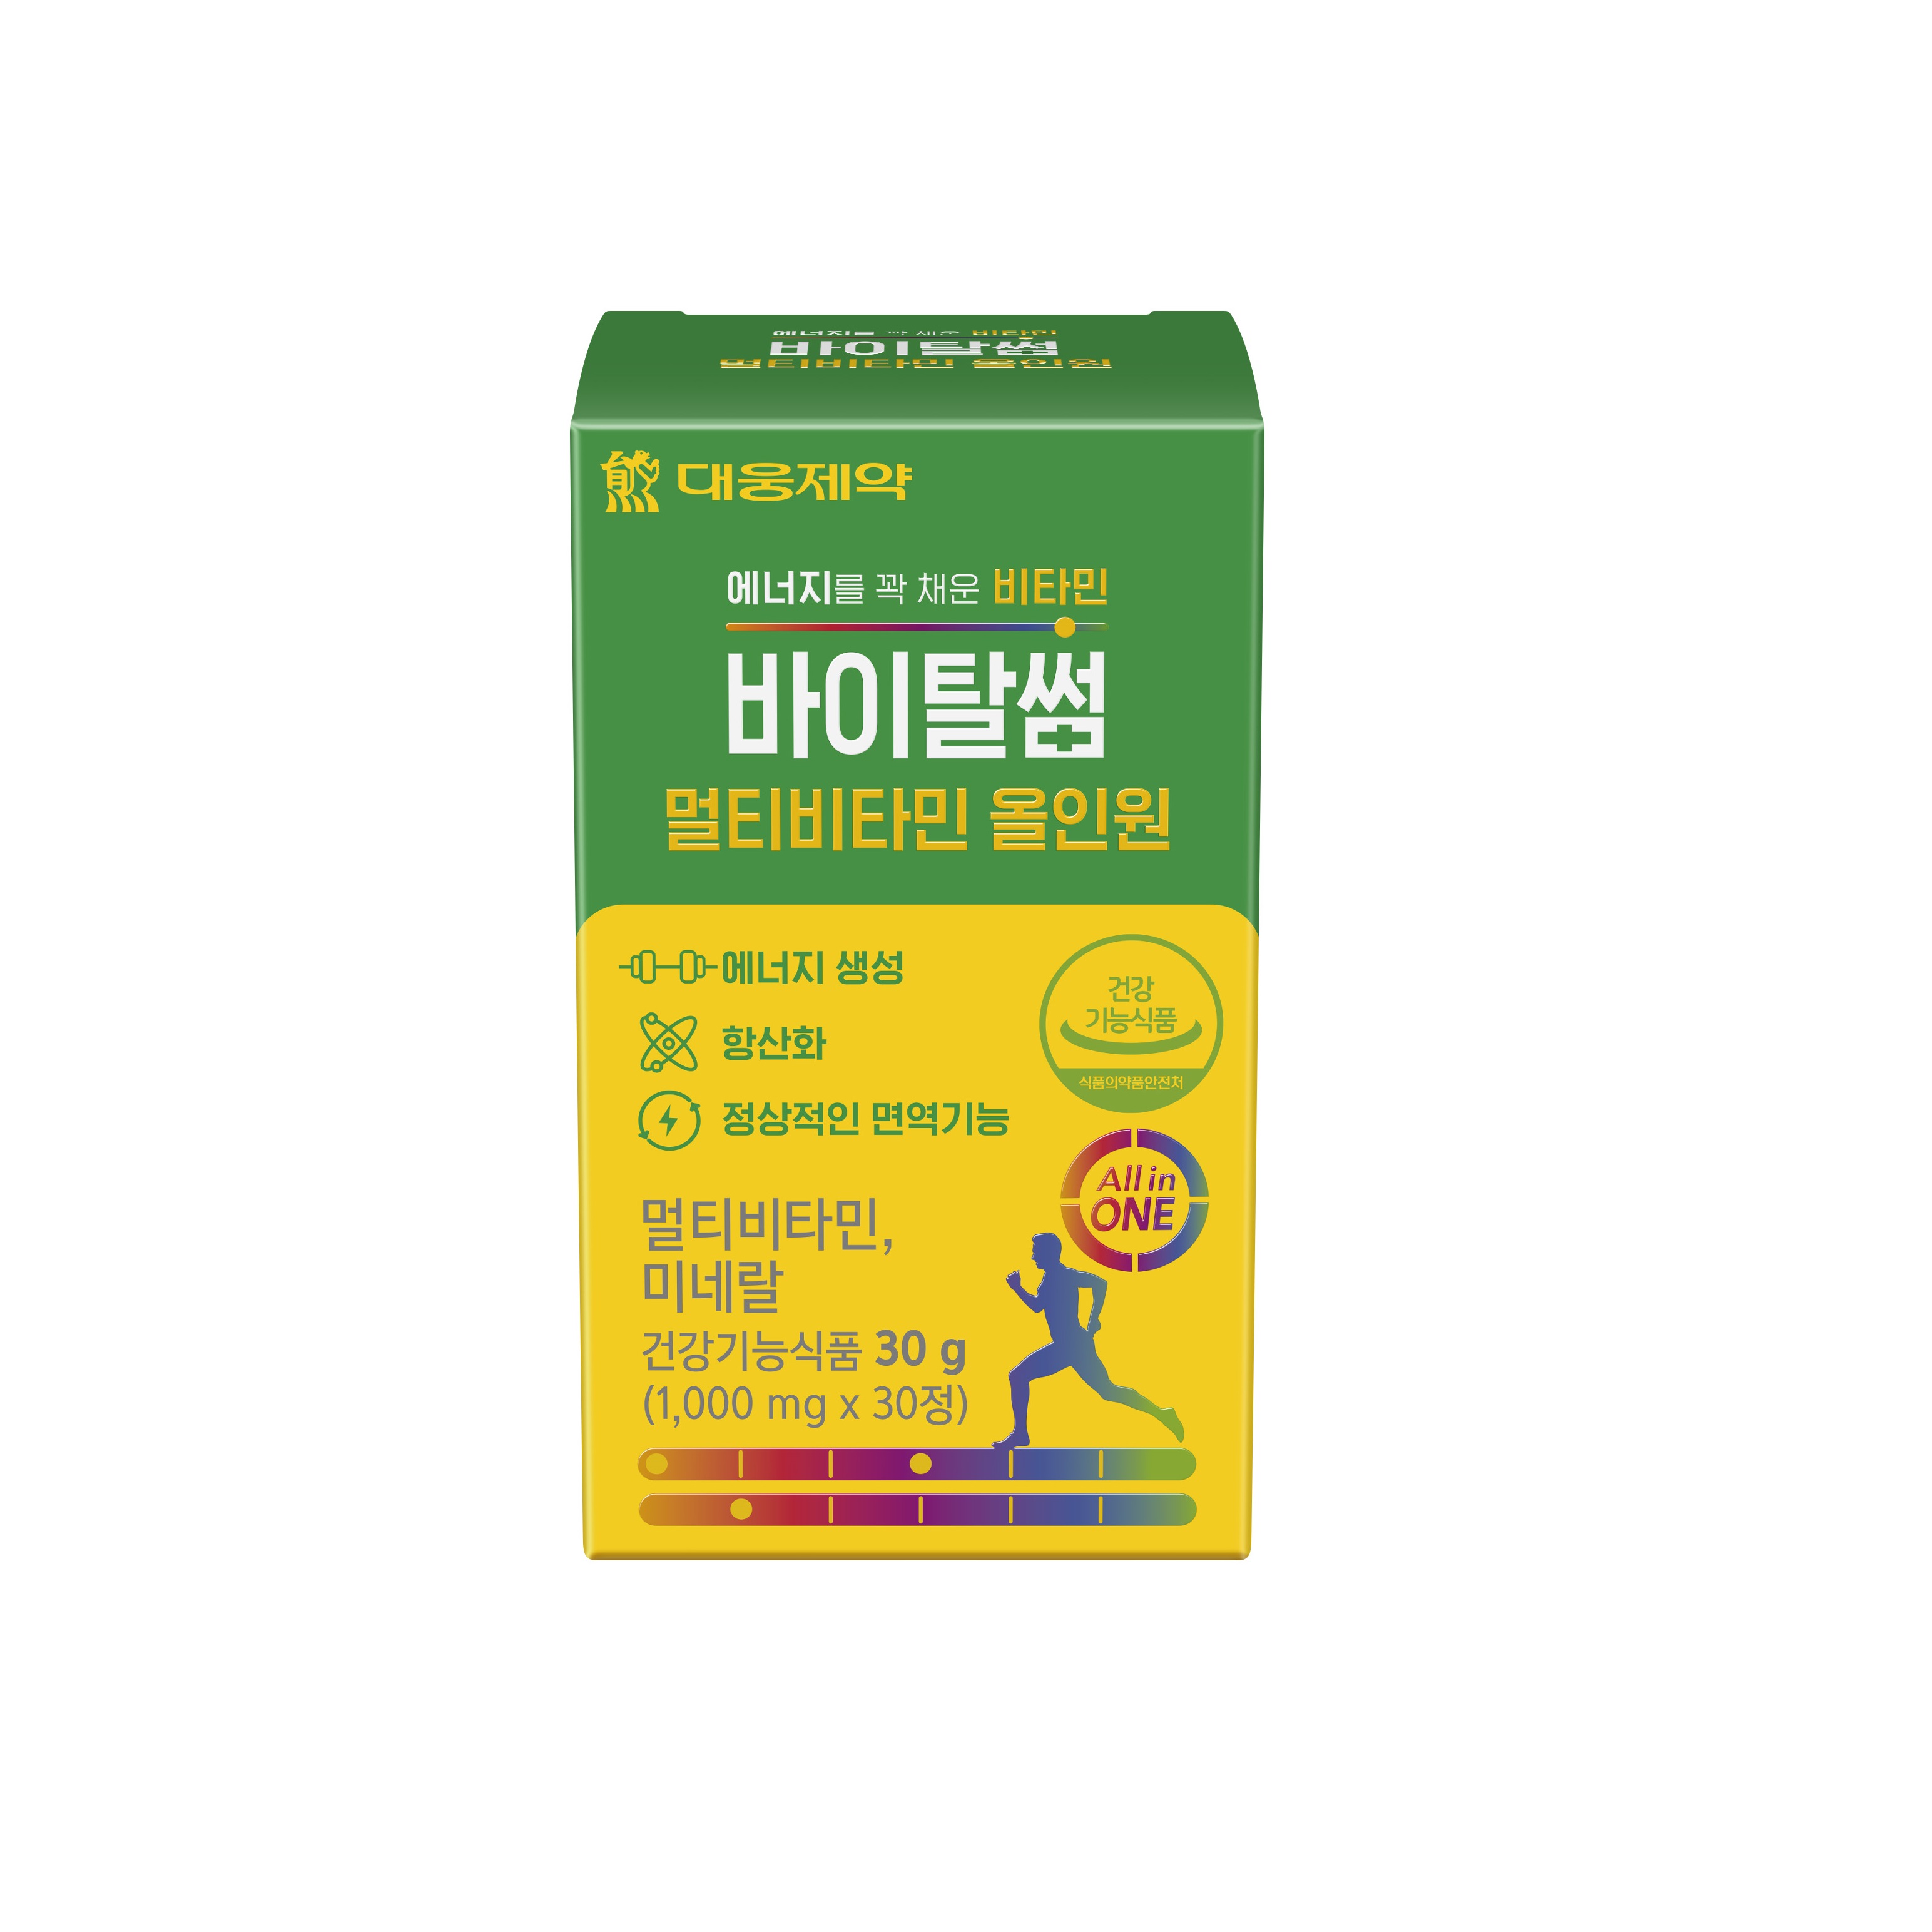 에너지를 꽉 채운 비타민
바이탈썸
멀티비타민 올인원
대웅제약
에너지를 꽉 채운 비타민
바이탈썸
멀티비타민 올인원
에너지 쌩성
항산화
정상적인 면역기능
건강
기능식품
식품의약품안전처
All in
ONE
멀티비타민,
미네랄
건강기능식품 30 g
(1,000 mg x 30정)